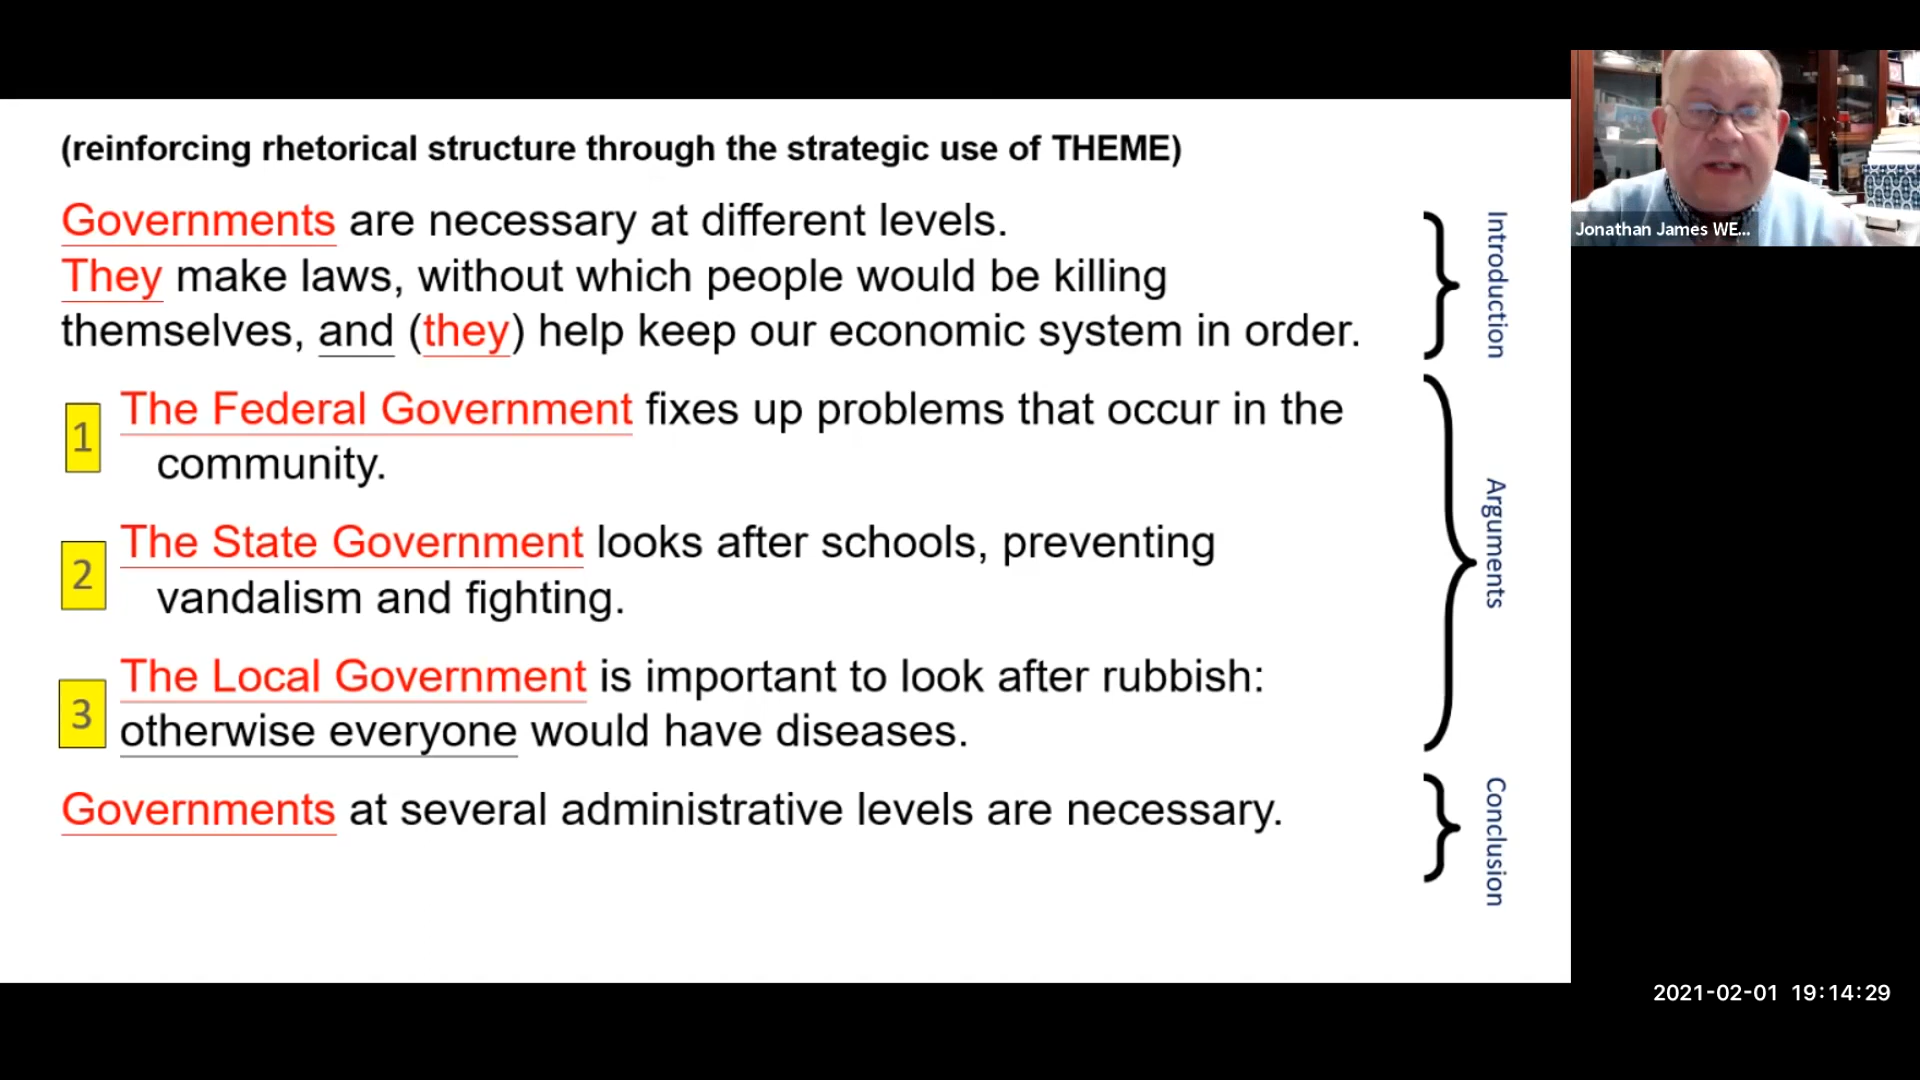 (reinforcing rhetorical structure through the strategic use of THEME)
Governments are necessary at different levels.
They make laws, without which people would be killing
themselves, and (they) help keep our economic system in order.
Introduction
1
The Federal Government fixes up problems that occur in the
community.
2
The State Government looks after schools, preventing
vandalism and fighting.
3
The Local Government is important to look after rubbish:
otherwise everyone would have diseases.
Arguments
Governments at several administrative levels are necessary.
Conclusion
Jonathan James WE...
2021-02-01 19:14:29